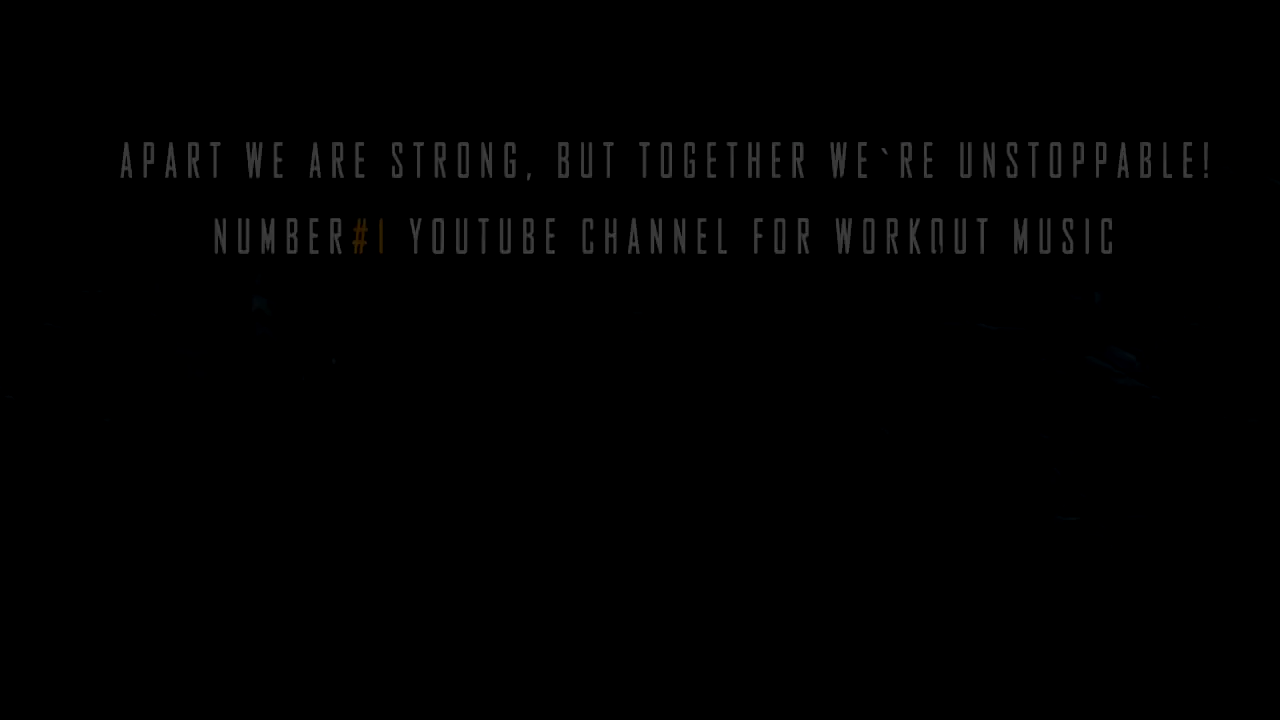 APART WE ARE STRONG, BUT TOGETHER WE`RE UNSTOPPABLE!
NUMBER#1 YOUTUBE CHANNEL FOR WORKOUT MUSIC